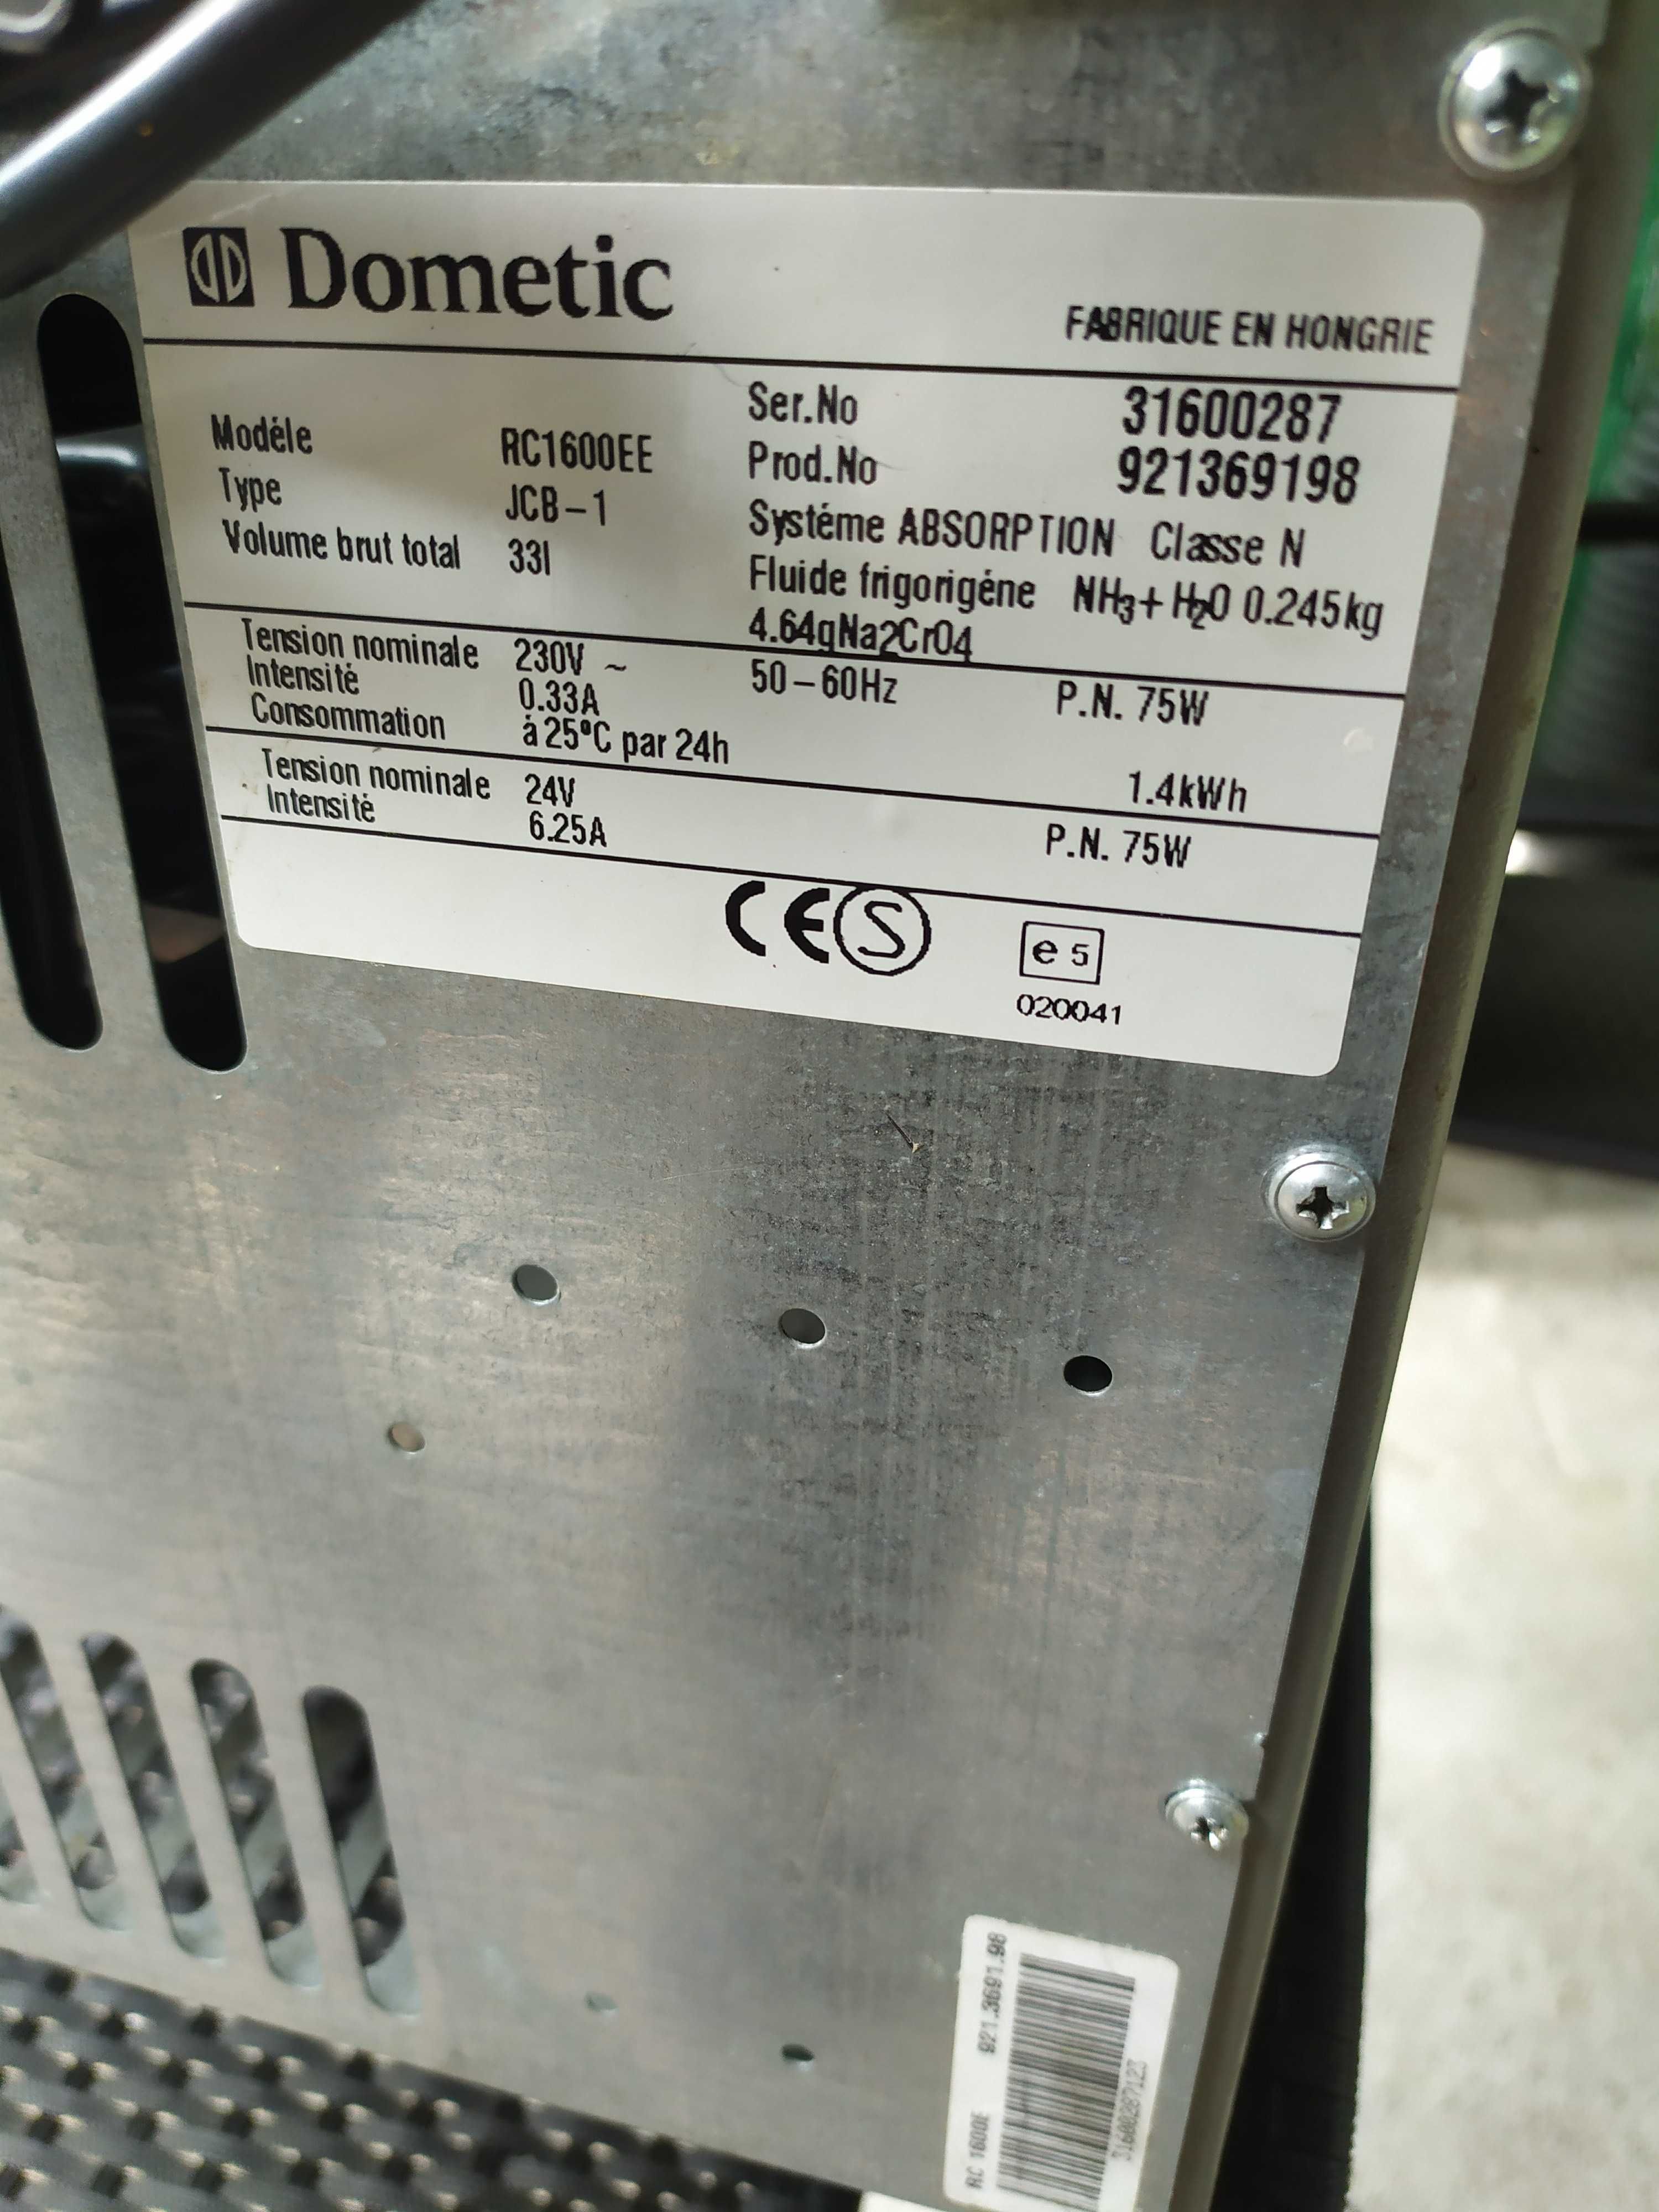 Dometic
FABRIQUE EN HONGRIE
Modéle RC1600EE
Type JCB-1
Volume brut total 33l
Ser.No 31600287
Prod.No 921369198
Systéme ABSORPTION Classe N
Fluide frigorigéne NH3+H2O 0.245kg
4.64gNa2CrO4
Tension nominale 230V ~ 50-60Hz P.N. 75W
Intensité 0.33A
Consommation á 25°C par 24h 1.4kWh
Tension nominale 24V P.N. 75W
Intensité 6.25A
CE S e 5
020041
RC 1600E 921.3691.98
31600287123